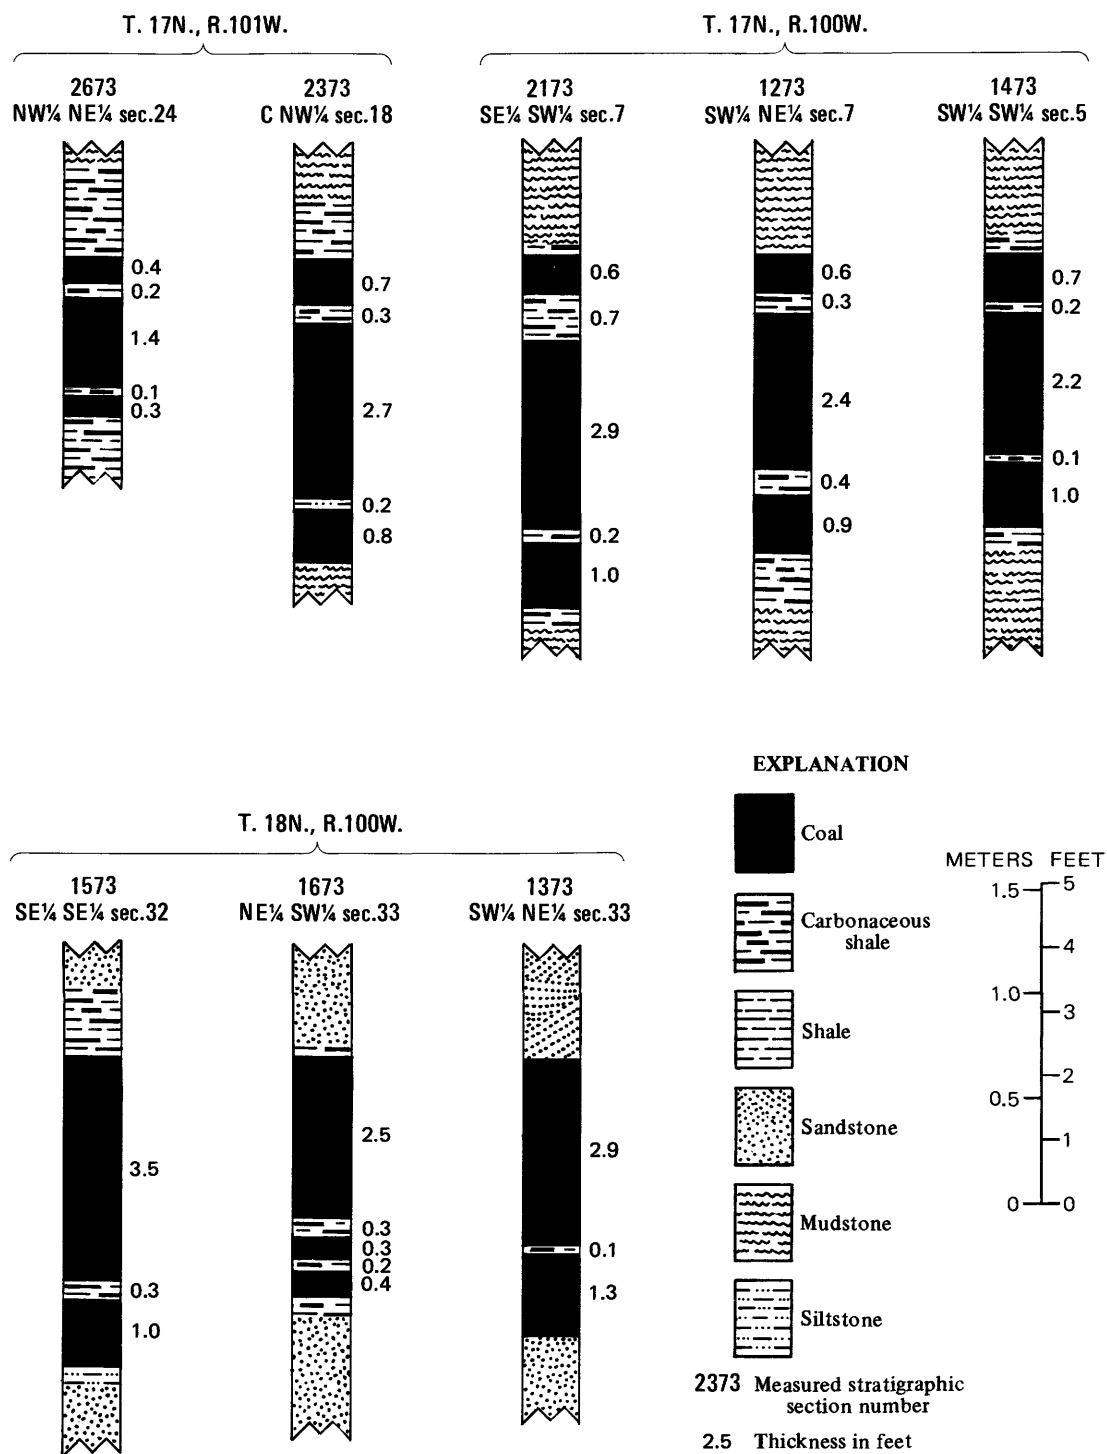 T. 17N., R.101W.
T. 17N., R.100W.
2673
NW¼ NE¼ sec.24
2373
C NW¼ sec.18
2173
SE¼ SW¼ sec.7
1273
SW¼ NE¼ sec.7
1473
SW¼ SW¼ sec.5
0.4
0.2
1.4
0.1
0.3
0.7
0.3
2.7
0.2
0.8
0.6
0.7
2.9
0.2
1.0
0.6
0.3
2.4
0.4
0.9
0.7
0.2
2.2
0.1
1.0
T. 18N., R.100W.
1573
SE¼ SE¼ sec.32
1673
NE¼ SW¼ sec.33
1373
SW¼ NE¼ sec.33
3.5
0.3
1.0
2.5
0.3
0.3
0.2
0.4
2.9
0.1
1.3
EXPLANATION
Coal
Carbonaceous
shale
Shale
Sandstone
Mudstone
Siltstone
2373 Measured stratigraphic
section number
2.5 Thickness in feet
METERS FEET
1.5
1.0
0.5
0
5
4
3
2
1
0